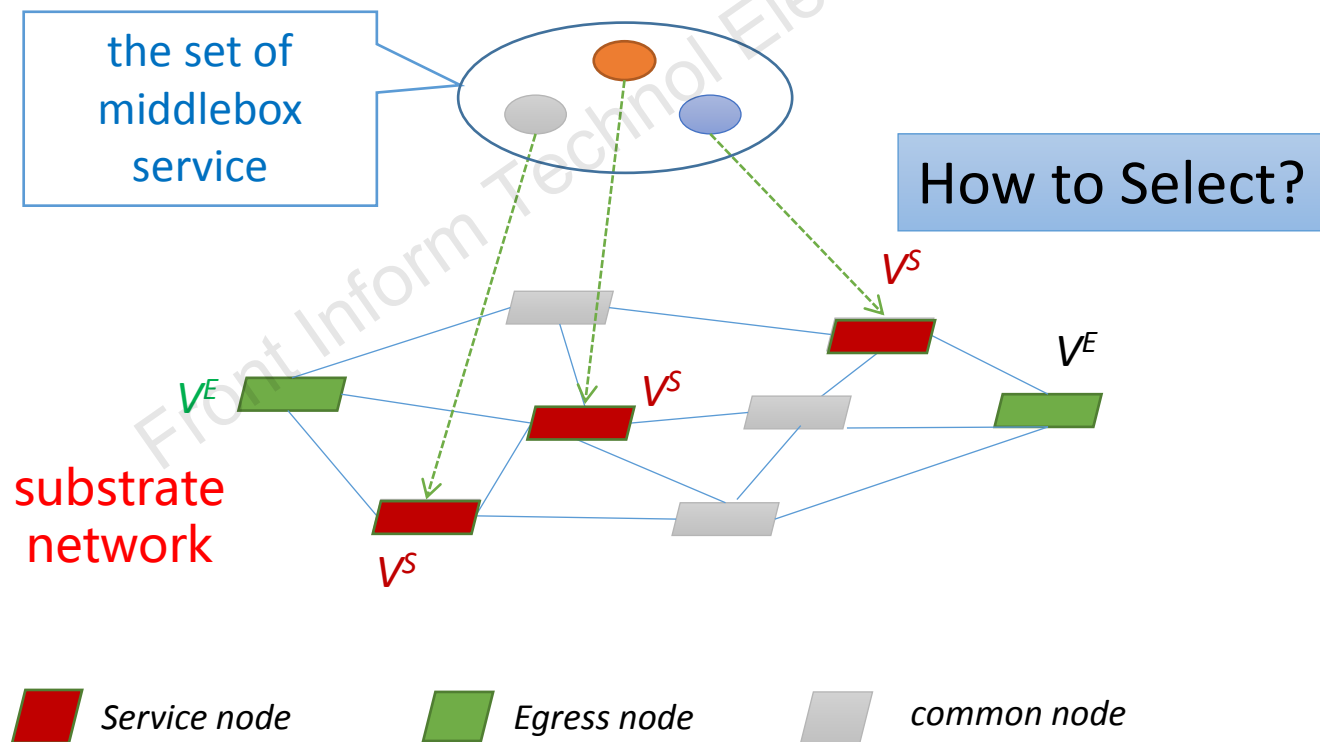 the set of
middlebox
service
How to Select?
V^S
V^E
V^E
V^S
substrate
network
V^S
Service node
Egress node
common node
Front Inform Technol Ele